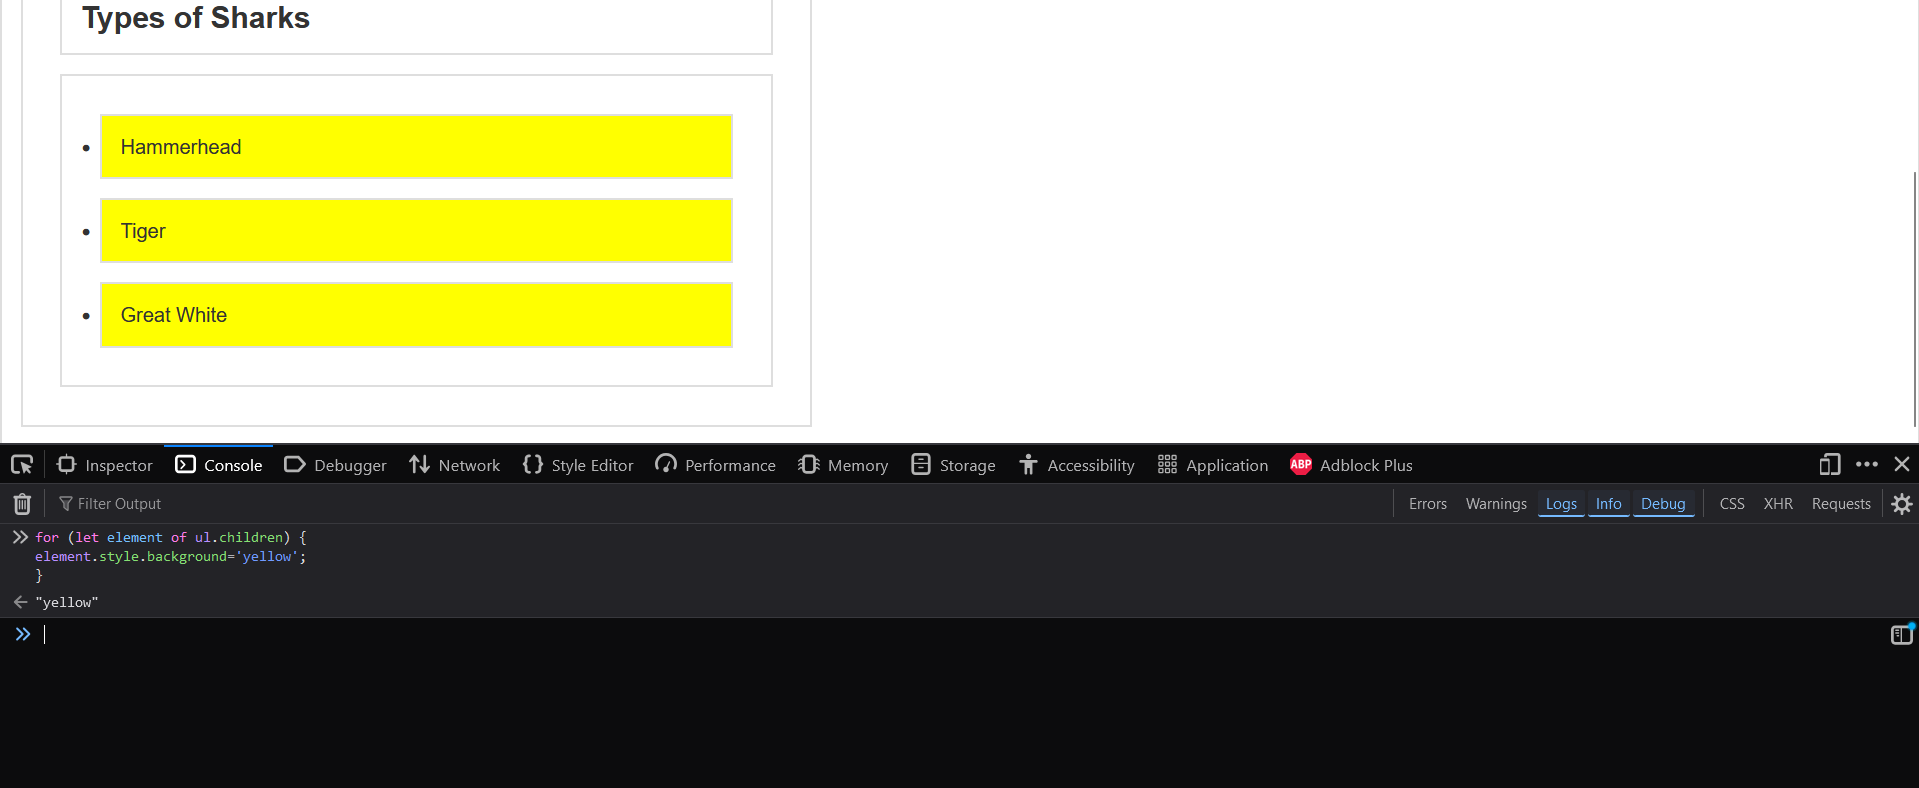 Types of Sharks
Hammerhead
Tiger
Great White
Inspector Console Debugger Network Style Editor Performance Memory Storage Accessibility Application ABP Adblock Plus
Filter Output Errors Warnings Logs Info Debug CSS XHR Requests
for (let element of ul.children) {
element.style.background='yellow';
}
"yellow"